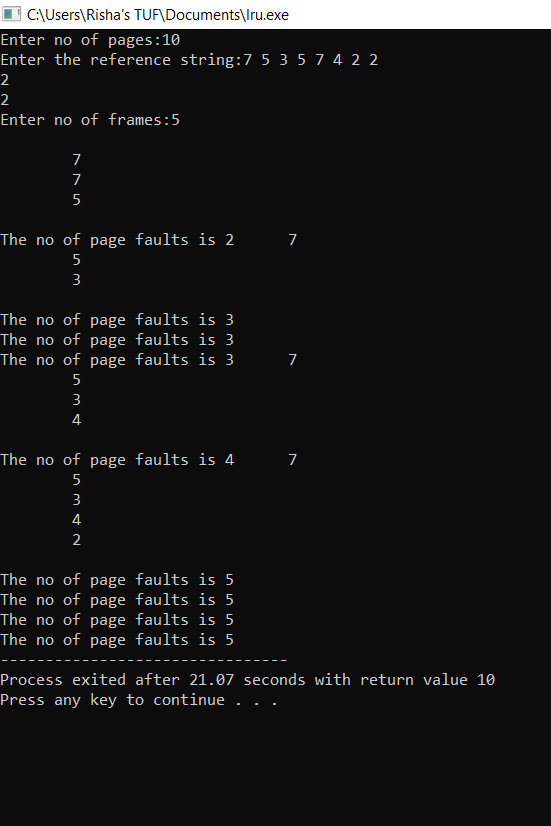 C:\Users\Risha's TUF\Documents\lru.exe
Enter no of pages:10
Enter the reference string:7 5 3 5 7 4 2 2
2
2
Enter no of frames:5
7
7
5
The no of page faults is 2 7
5
3
The no of page faults is 3
The no of page faults is 3
The no of page faults is 3 7
5
3
4
The no of page faults is 4 7
5
3
4
2
The no of page faults is 5
The no of page faults is 5
The no of page faults is 5
The no of page faults is 5
--------------------------------
Process exited after 21.07 seconds with return value 10
Press any key to continue . . .